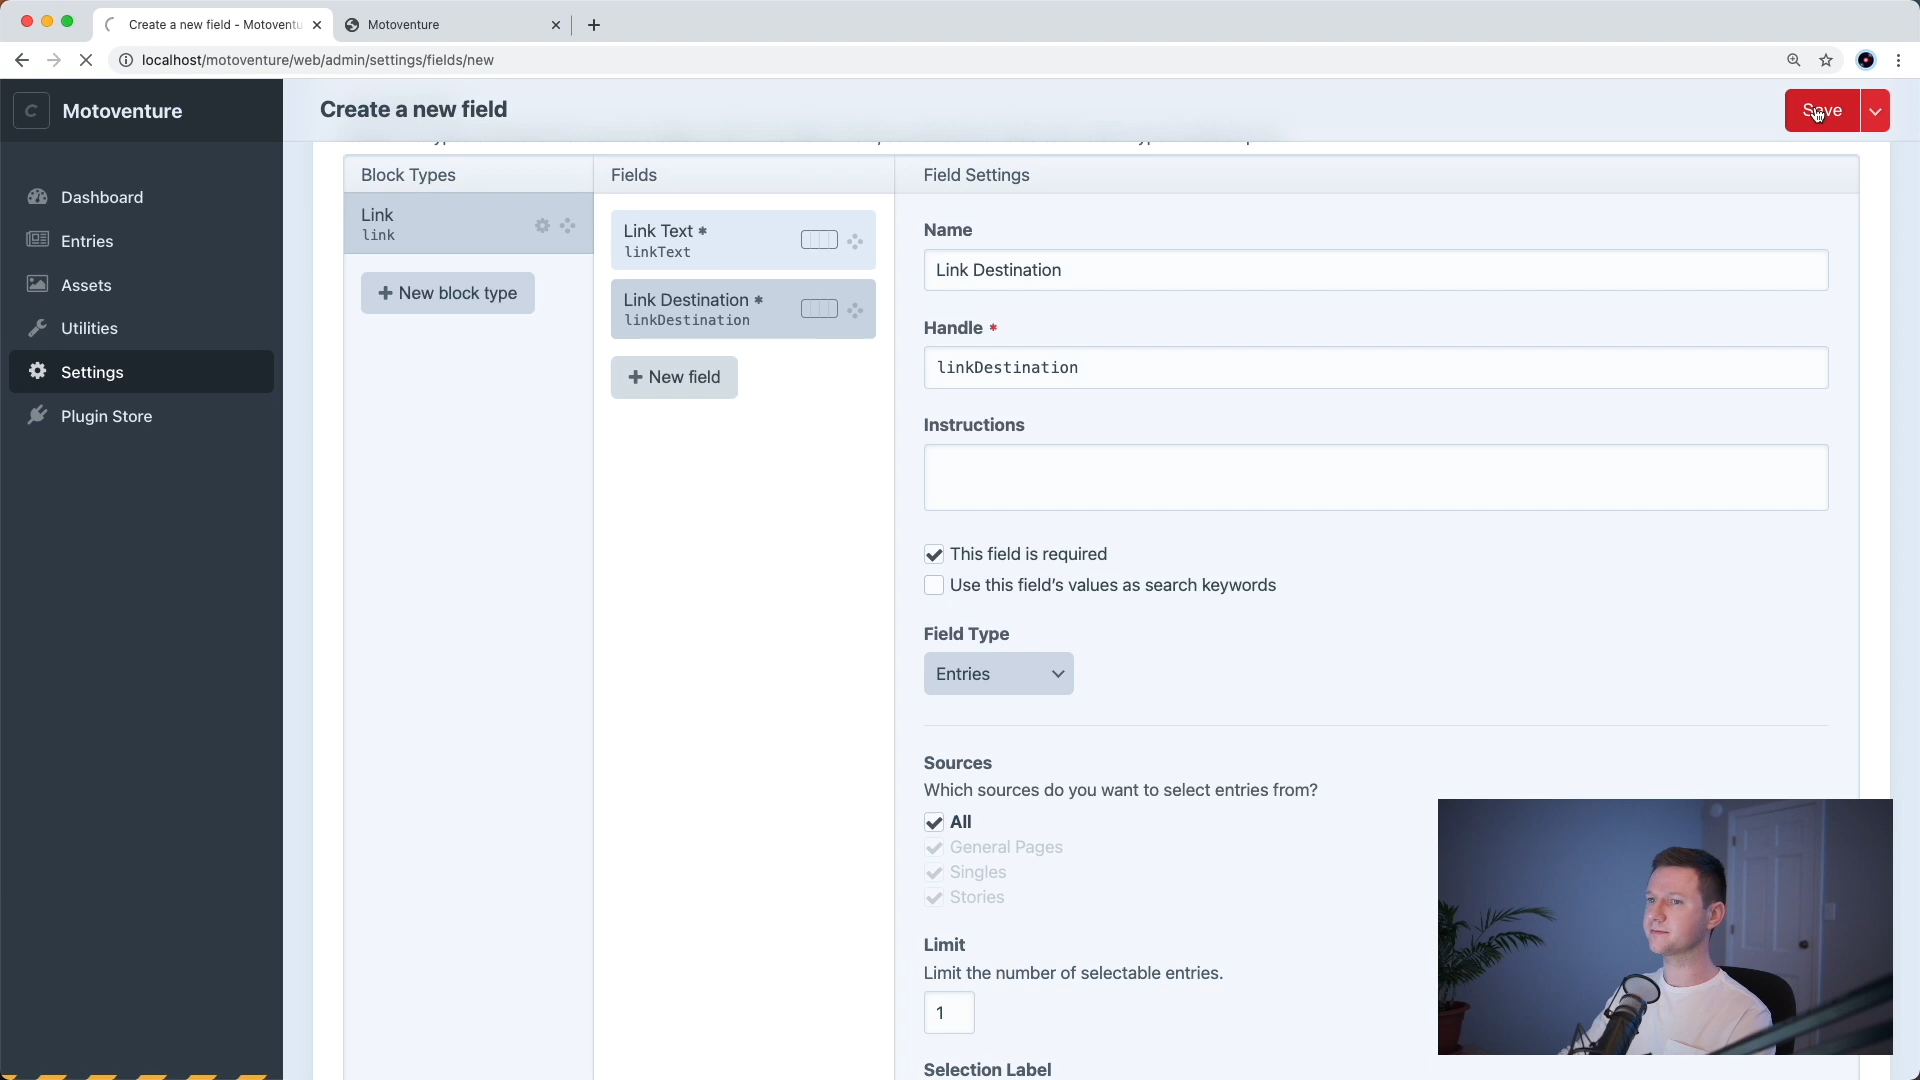 Create a new field - Motoventu
Motoventure
localhost/motoventure/web/admin/settings/fields/new
C
Motoventure
Create a new field
Save
Dashboard
Entries
Assets
Utilities
Settings
Plugin Store
Block Types
Link
link
+ New block type
Fields
Link Text *
linkText
Link Destination *
linkDestination
+ New field
Field Settings
Name
Link Destination
Handle *
linkDestination
Instructions
This field is required
Use this field's values as search keywords
Field Type
Entries
Sources
Which sources do you want to select entries from?
All
General Pages
Singles
Stories
Limit
Limit the number of selectable entries.
1
Selection Label